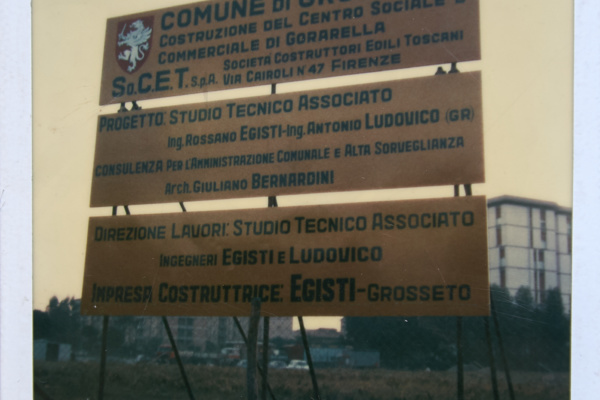 COMUNE DI
COSTRUZIONE DEL CENTRO SOCIALE E
COMMERCIALE DI GORARELLA
SOCIETÀ COSTRUTTORI EDILI TOSCANI
SO.C.E.T. S.P.A. VIA CAIROLI N°47 FIRENZE
PROGETTO: STUDIO TECNICO ASSOCIATO
Ing. ROSSANO EGISTI-Ing. ANTONIO LUDOVICO (GR)
CONSULENZA PER L'AMMINISTRAZIONE COMUNALE E ALTA SORVEGLIANZA
Arch. GIULIANO BERNARDINI
DIREZIONE LAVORI: STUDIO TECNICO ASSOCIATO
INGEGNERI EGISTI E LUDOVICO
IMPRESA COSTRUTTRICE: EGISTI-GROSSETO